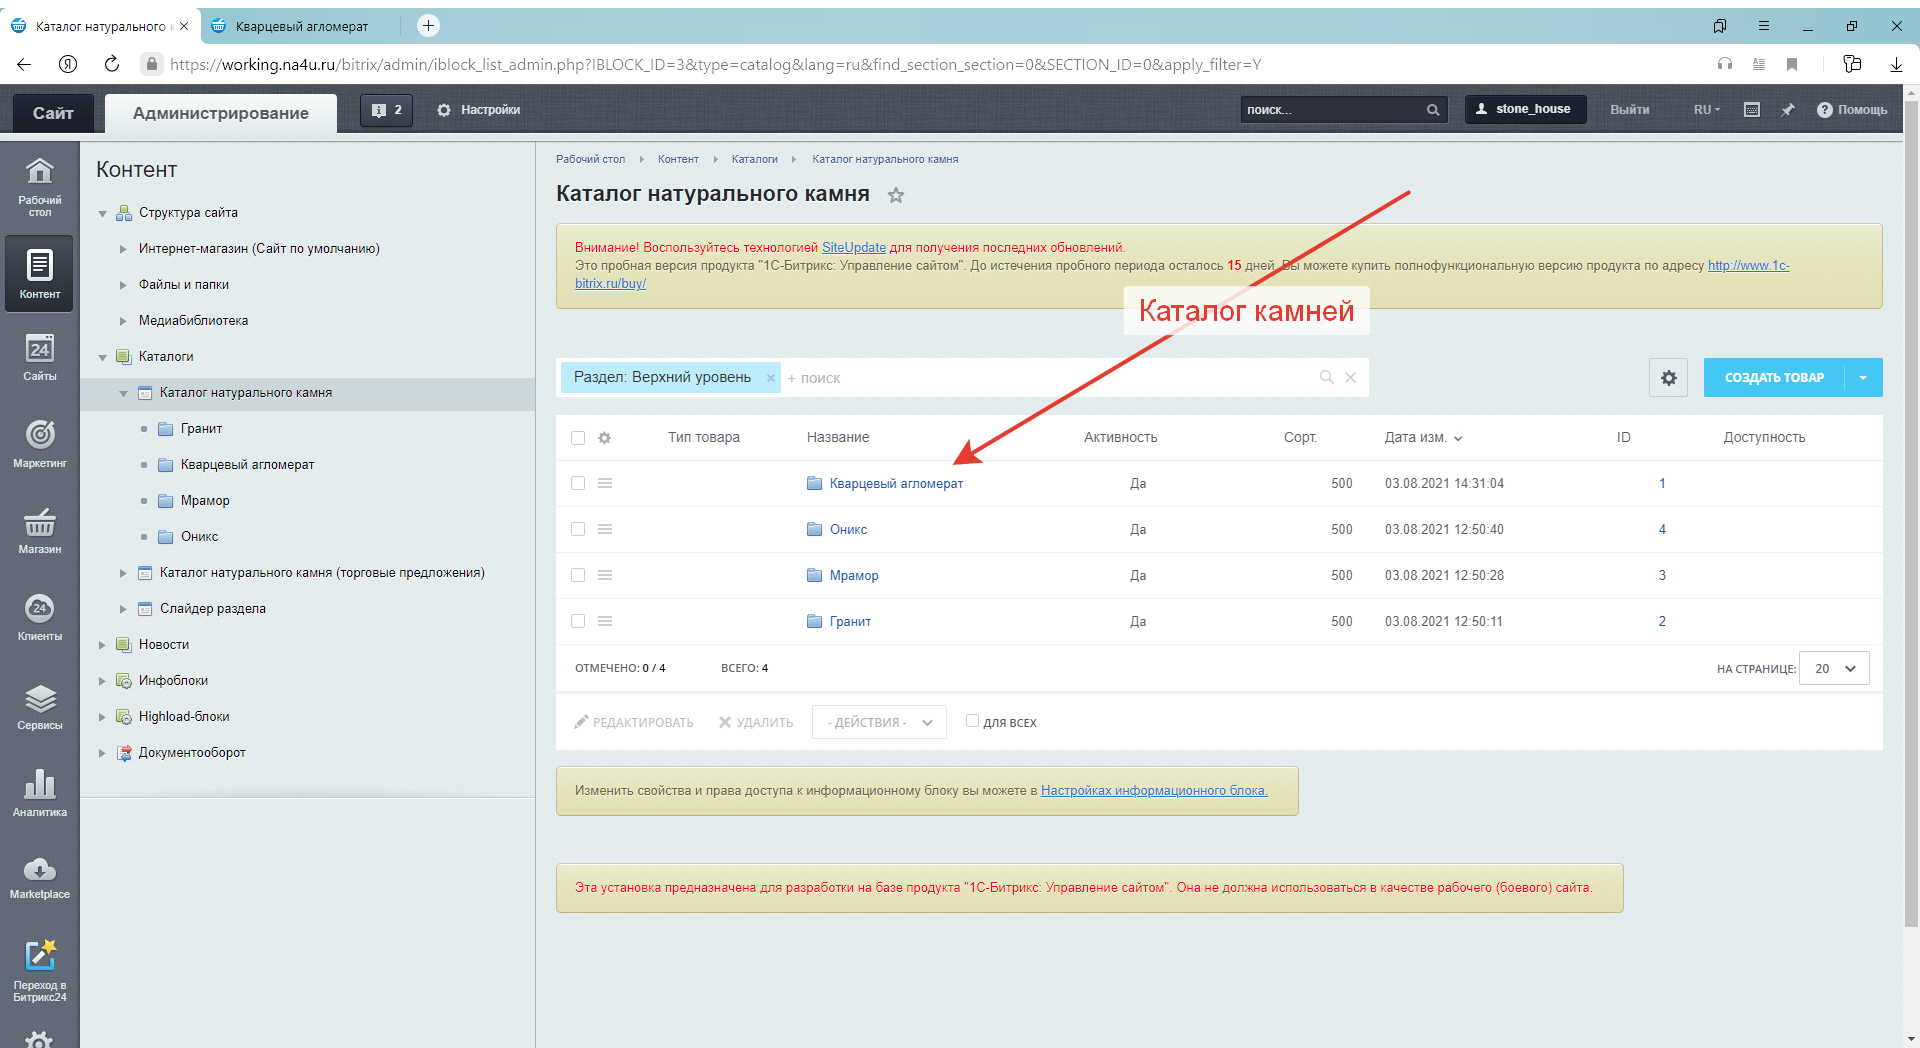 Каталог натурального к
Кварцевый агломерат
https://working.na4u.ru/bitrix/admin/iblock_list_admin.php?IBLOCK_ID=3&type=catalog&lang=ru&find_section_section=0&SECTION_ID=0&apply_filter=Y
Сайт
Администрирование
2
Настройки
поиск...
stone_house
Выйти
RU
Помощь
Рабочий
стол
Контент
24
Сайты
Маркетинг
Магазин
24
Клиенты
Сервисы
Аналитика
Marketplace
Переход в
Битрикс24
Контент
Структура сайта
Интернет-магазин (Сайт по умолчанию)
Файлы и папки
Медиабиблиотека
Каталоги
Каталог натурального камня
Гранит
Кварцевый агломерат
Мрамор
Оникс
Каталог натурального камня (торговые предложения)
Слайдер раздела
Новости
Инфоблоки
Highload-блоки
Документооборот
Рабочий стол Контент Каталоги Каталог натурального камня
Каталог натурального камня
Внимание! Воспользуйтесь технологией SiteUpdate для получения последних обновлений.
Это пробная версия продукта "1С-Битрикс: Управление сайтом". До истечения пробного периода осталось 15 дней. Вы можете купить полнофункциональную версию продукта по адресу http://www.1c-
bitrix.ru/buy/
Каталог камней
Раздел: Верхний уровень
+ поиск
СОЗДАТЬ ТОВАР
Тип товара Название Активность Сорт. Дата изм. ID Доступность
Кварцевый агломерат Да 500 03.08.2021 14:31:04 1
Оникс Да 500 03.08.2021 12:50:40 4
Мрамор Да 500 03.08.2021 12:50:28 3
Гранит Да 500 03.08.2021 12:50:11 2
ОТМЕЧЕНО: 0 / 4 ВСЕГО: 4 НА СТРАНИЦЕ: 20
РЕДАКТИРОВАТЬ УДАЛИТЬ - ДЕЙСТВИЯ - ДЛЯ ВСЕХ
Изменить свойства и права доступа к информационному блоку вы можете в Настройках информационного блока.
Эта установка предназначена для разработки на базе продукта "1С-Битрикс: Управление сайтом". Она не должна использоваться в качестве рабочего (боевого) сайта.